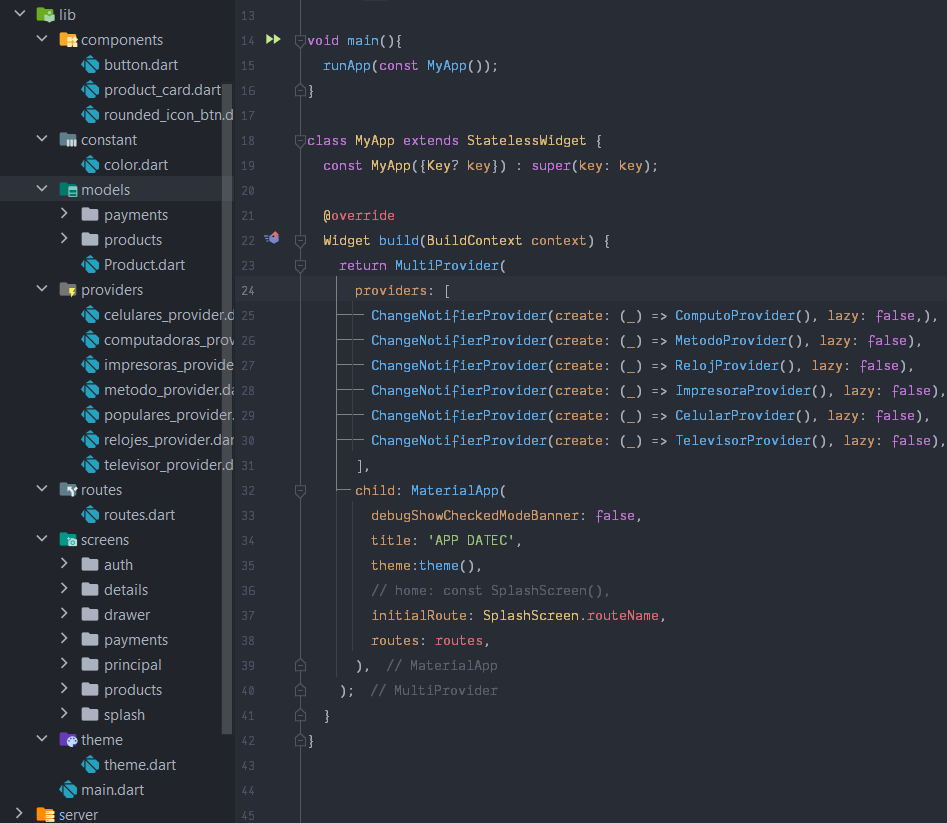 lib
components
button.dart
product_card.dart
rounded_icon_btn.d
constant
color.dart
models
payments
products
Product.dart
providers
celulares_provider.d
computadoras_prov
impresoras_provide
metodo_provider.da
populares_provider.
relojes_provider.dar
televisor_provider.d
routes
routes.dart
screens
auth
details
drawer
payments
principal
products
splash
theme
theme.dart
main.dart
server
13
14 void main(){
15 runApp(const MyApp());
16 }
17
18 class MyApp extends StatelessWidget {
19 const MyApp({Key? key}) : super(key: key);
20
21 @override
22 Widget build(BuildContext context) {
23 return MultiProvider(
24 providers: [
25 ChangeNotifierProvider(create: (_) => ComputoProvider(), lazy: false,),
26 ChangeNotifierProvider(create: (_) => MetodoProvider(), lazy: false),
27 ChangeNotifierProvider(create: (_) => RelojProvider(), lazy: false),
28 ChangeNotifierProvider(create: (_) => ImpresoraProvider(), lazy: false),
29 ChangeNotifierProvider(create: (_) => CelularProvider(), lazy: false),
30 ChangeNotifierProvider(create: (_) => TelevisorProvider(), lazy: false),
31 ],
32 child: MaterialApp(
33 debugShowCheckedModeBanner: false,
34 title: 'APP DATEC',
35 theme:theme(),
36 // home: const SplashScreen(),
37 initialRoute: SplashScreen.routeName,
38 routes: routes,
39 ), // MaterialApp
40 ); // MultiProvider
41 }
42 }
43
44
45